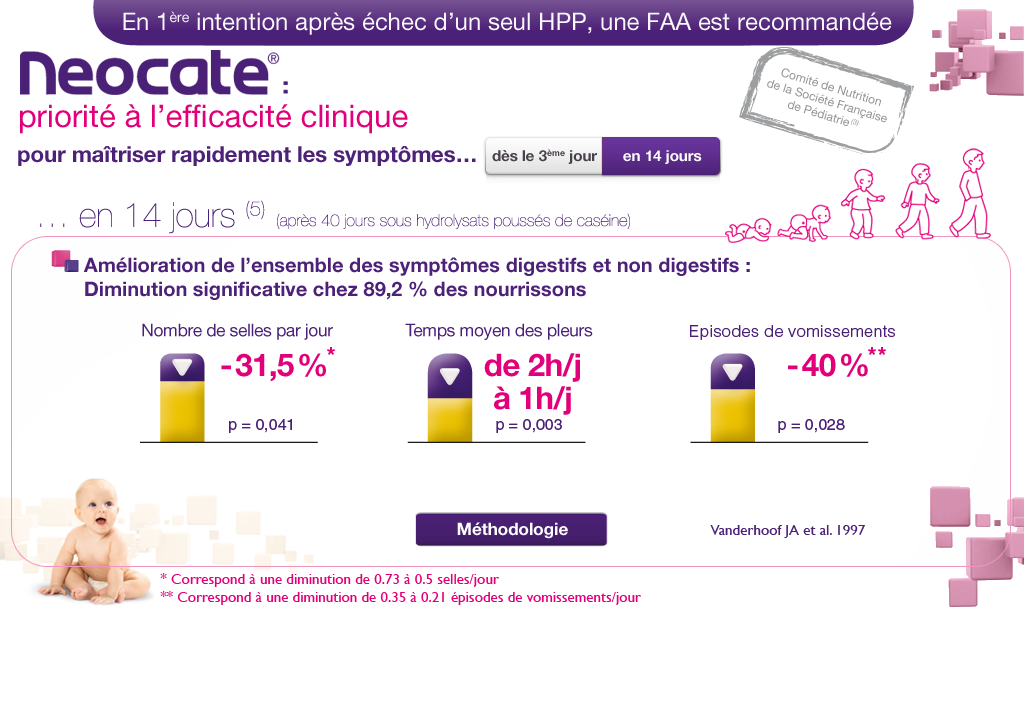 En 1ère intention après échec d’un seul HPP, une FAA est recommandée
neocate® :
priorité à l’efficacité clinique
Comité de Nutrition
de la Société Française
de Pédiatrie (3)
pour maîtriser rapidement les symptômes… dès le 3ème jour en 14 jours
… en 14 jours (5) (après 40 jours sous hydrolysats poussés de caséine)
Amélioration de l’ensemble des symptômes digestifs et non digestifs :
Diminution significative chez 89,2 % des nourrissons
Nombre de selles par jour
-31,5 %*
p = 0,041
Temps moyen des pleurs
de 2h/j
à 1h/j
p = 0,003
Episodes de vomissements
-40 %**
p = 0,028
Méthodologie
Vanderhoof JA et al. 1997
* Correspond à une diminution de 0.73 à 0.5 selles/jour
** Correspond à une diminution de 0.35 à 0.21 épisodes de vomissements/jour